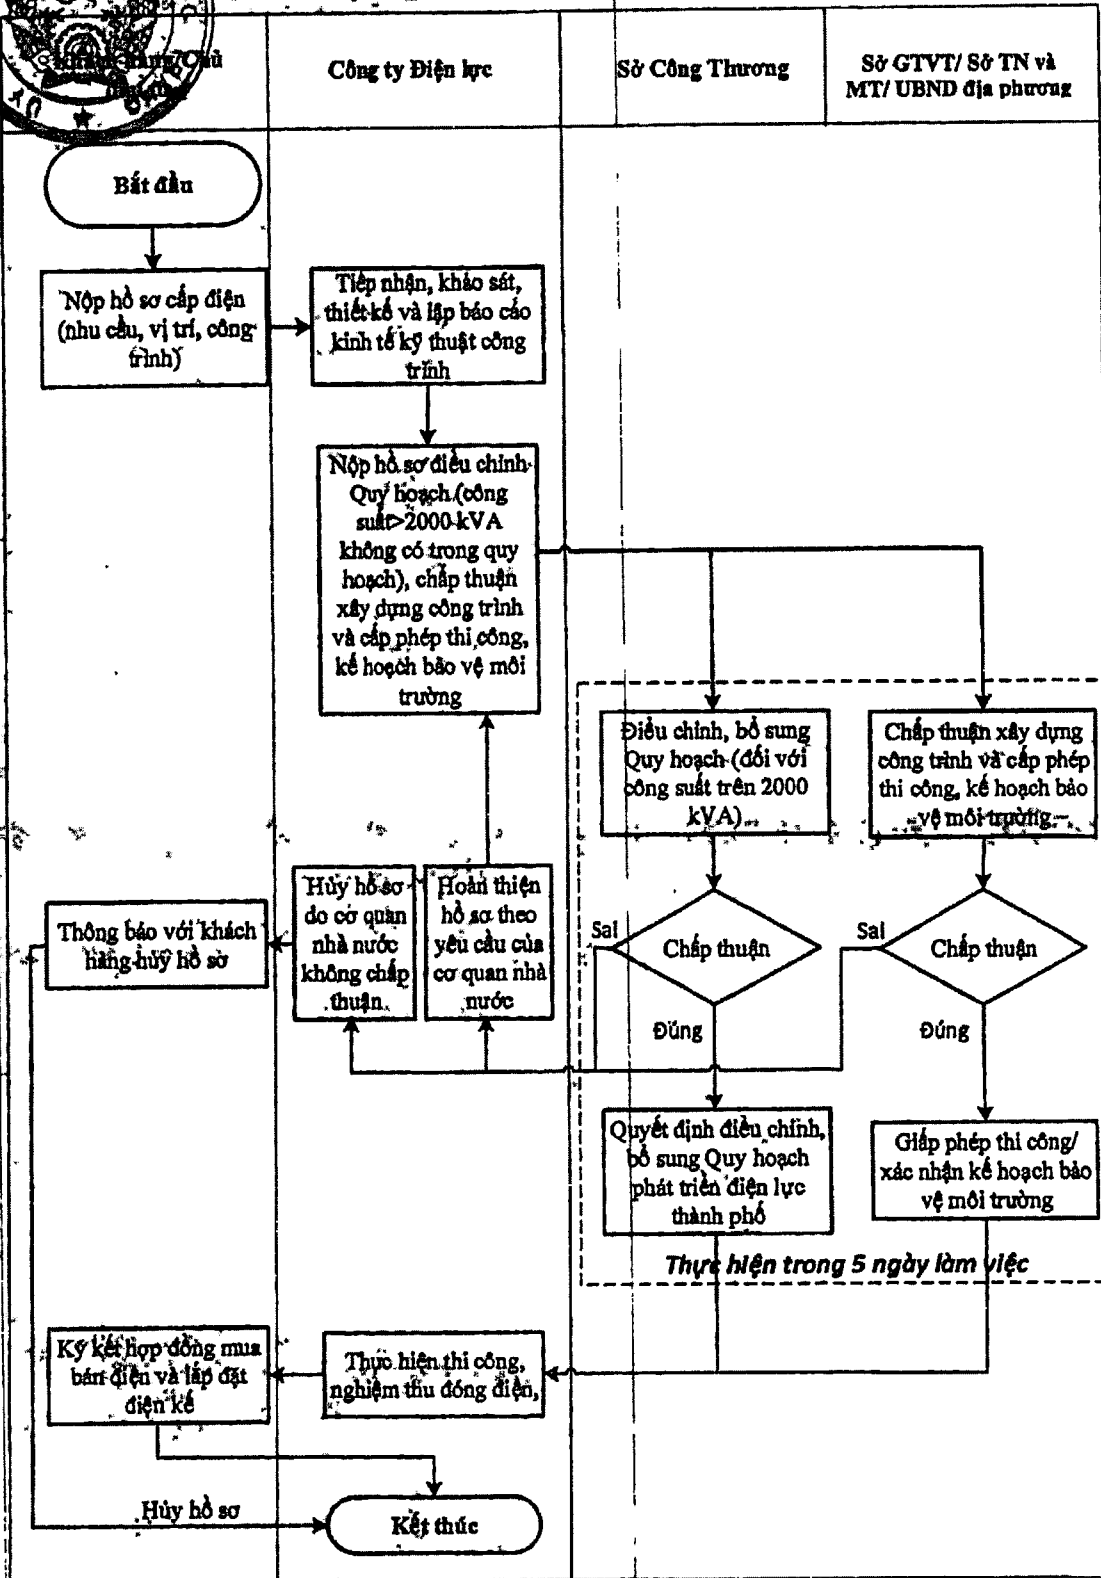 Khách hàng/Chủ
đầu tư
Công ty Điện lực
Sở Công Thương
Sở GTVT/ Sở TN và
MT/ UBND địa phương
Bắt đầu
Nộp hồ sơ cấp điện
(nhu cầu, vị trí, công
trình)
Tiếp nhận, khảo sát,
thiết kế và lập báo cáo
kinh tế kỹ thuật công
trình
Nộp hồ sơ điều chỉnh
Quy hoạch (công
suất>2000 kVA
không có trong quy
hoạch), chấp thuận
xây dựng công trình
và cấp phép thi công,
kế hoạch bảo vệ môi
trường
Điều chỉnh, bổ sung
Quy hoạch (đối với
công suất trên 2000
kVA)
Chấp thuận xây dựng
công trình và cấp phép
thi công, kế hoạch bảo
vệ môi trường
Thông báo với khách
hàng hủy hồ sơ
Hủy hồ sơ
do cơ quan
nhà nước
không chấp
thuận
Hoàn thiện
hồ sơ theo
yêu cầu của
cơ quan nhà
nước
Sai
Chấp thuận
Đúng
Sai
Chấp thuận
Đúng
Quyết định điều chỉnh,
bổ sung Quy hoạch
phát triển điện lực
thành phố
Giấp phép thi công/
xác nhận kế hoạch bảo
vệ môi trường
Thực hiện trong 5 ngày làm việc
Ký kết hợp đồng mua
bán điện và lắp đặt
điện kế
Thực hiện thi công,
nghiệm thu đóng điện,
Hủy hồ sơ
Kết thúc